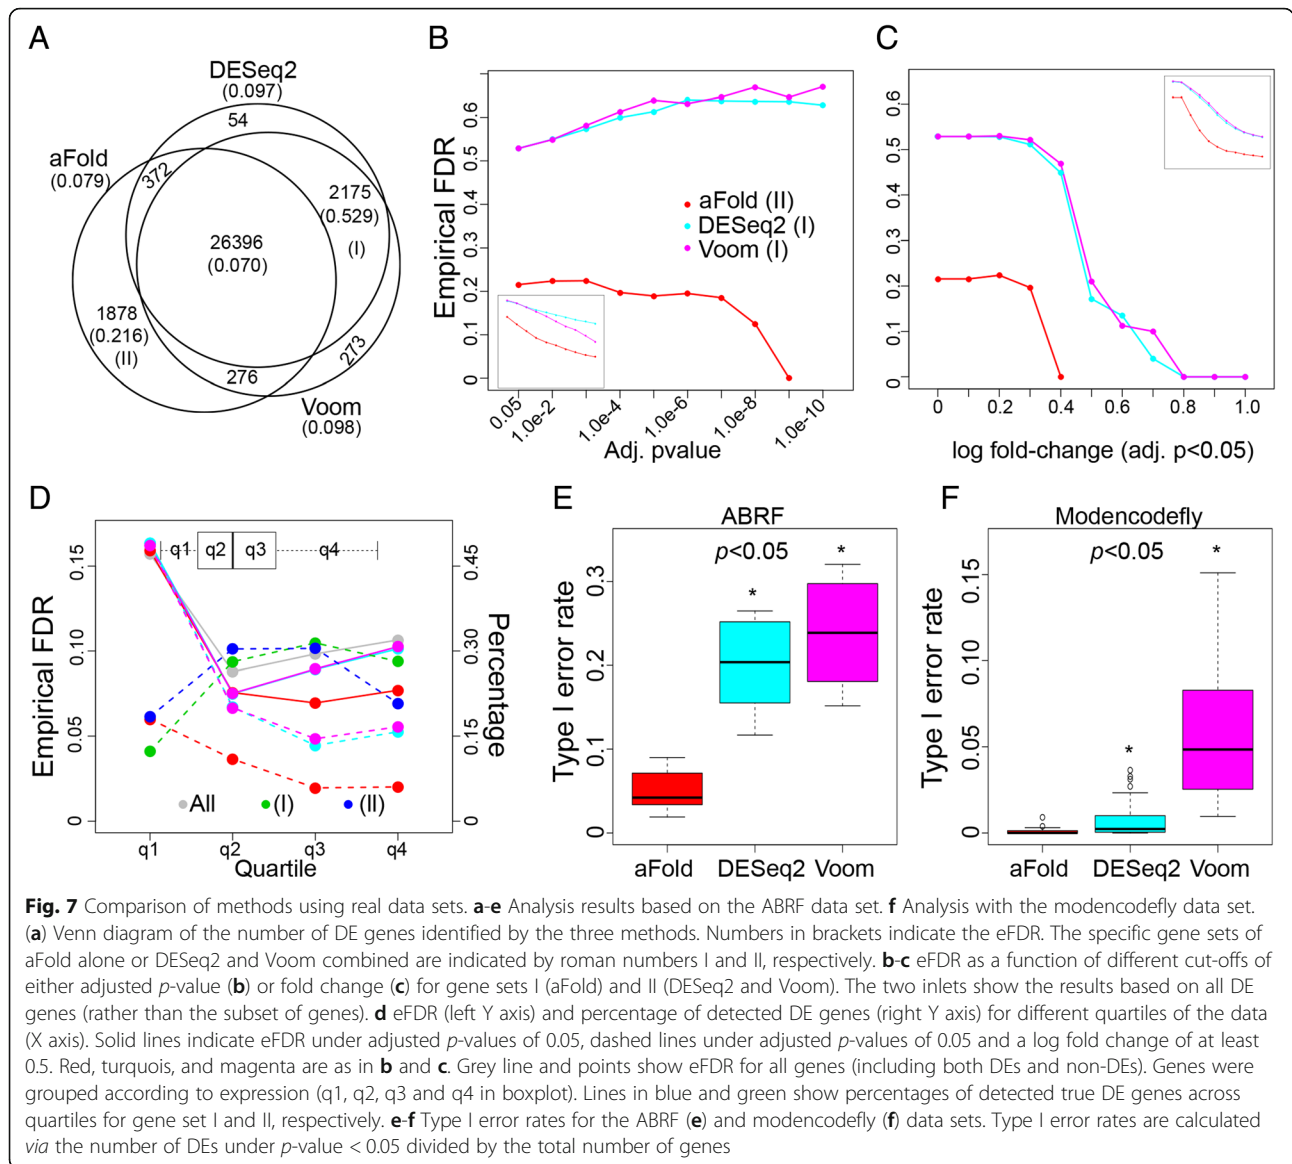 A
DESeq2
(0.097)
54
aFold
(0.079)
372
2175
(0.529)
(I)
26396
(0.070)
1878
(0.216)
(II)
276
273
Voom
(0.098)
B
Empirical FDR
0 0.1 0.2 0.3 0.4 0.5 0.6
aFold (II)
DESeq2 (I)
Voom (I)
0.05 1.0e-2 1.0e-4 1.0e-6 1.0e-8 1.0e-10
Adj. pvalue
C
0 0.1 0.2 0.3 0.4 0.5 0.6
0 0.2 0.4 0.6 0.8 1.0
log fold-change (adj. p<0.05)
D
Empirical FDR
0 0.05 0.10 0.15
q1 q2 q3 q4
Percentage
0 0.15 0.30 0.45
All (I) (II)
q1 q2 q3 q4
Quartile
E
ABRF
p<0.05
Type I error rate
0 0.1 0.2 0.3
* *
aFold DESeq2 Voom
F
Modencodefly
p<0.05
Type I error rate
0 0.05 0.15
* *
aFold DESeq2 Voom
Fig. 7 Comparison of methods using real data sets. a-e Analysis results based on the ABRF data set. f Analysis with the modencodefly data set.
(a) Venn diagram of the number of DE genes identified by the three methods. Numbers in brackets indicate the eFDR. The specific gene sets of
aFold alone or DESeq2 and Voom combined are indicated by roman numbers I and II, respectively. b-c eFDR as a function of different cut-offs of
either adjusted p-value (b) or fold change (c) for gene sets I (aFold) and II (DESeq2 and Voom). The two inlets show the results based on all DE
genes (rather than the subset of genes). d eFDR (left Y axis) and percentage of detected DE genes (right Y axis) for different quartiles of the data
(X axis). Solid lines indicate eFDR under adjusted p-values of 0.05, dashed lines under adjusted p-values of 0.05 and a log fold change of at least
0.5. Red, turquois, and magenta are as in b and c. Grey line and points show eFDR for all genes (including both DEs and non-DEs). Genes were
grouped according to expression (q1, q2, q3 and q4 in boxplot). Lines in blue and green show percentages of detected true DE genes across
quartiles for gene set I and II, respectively. e-f Type I error rates for the ABRF (e) and modencodefly (f) data sets. Type I error rates are calculated
via the number of DEs under p-value < 0.05 divided by the total number of genes